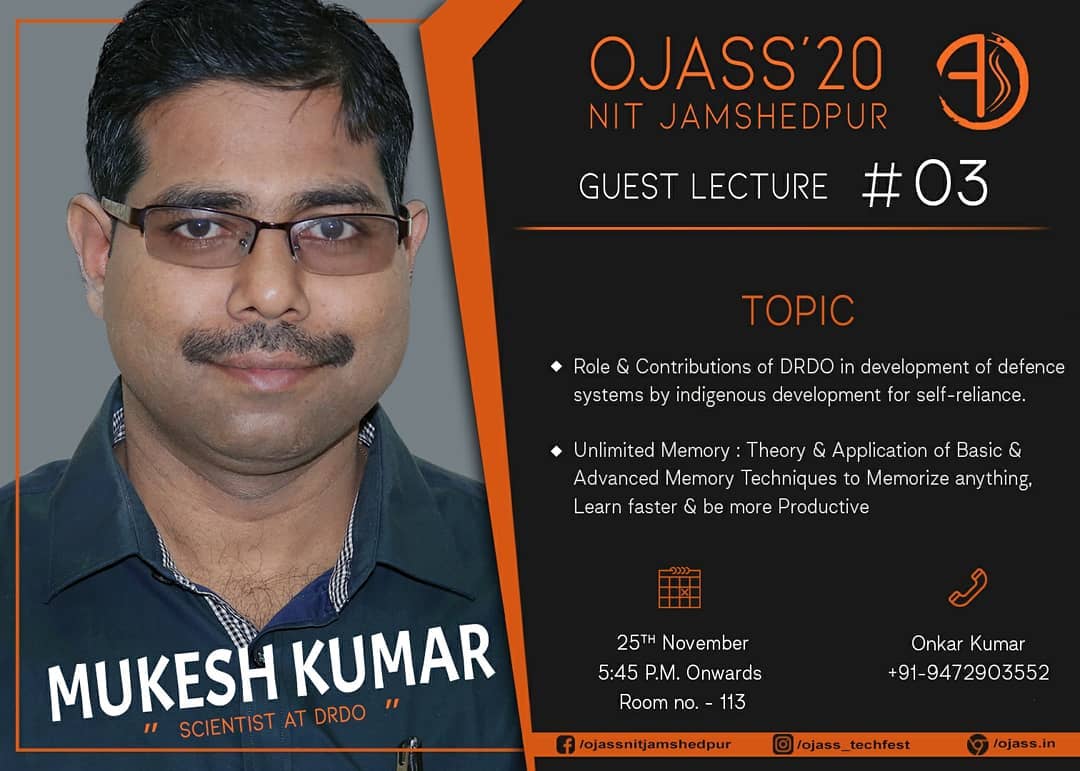 OJASS'20
NIT JAMSHEDPUR
GUEST LECTURE #03
TOPIC
Role & Contributions of DRDO in development of defence
systems by indigenous development for self-reliance.
Unlimited Memory : Theory & Application of Basic &
Advanced Memory Techniques to Memorize anything,
Learn faster & be more Productive
25TH November
5:45 P.M. Onwards
Room no. - 113
Onkar Kumar
+91-9472903552
MUKESH KUMAR
" SCIENTIST AT DRDO "
/ojassnitjamshedpur
/ojass_techfest
/ojass.in